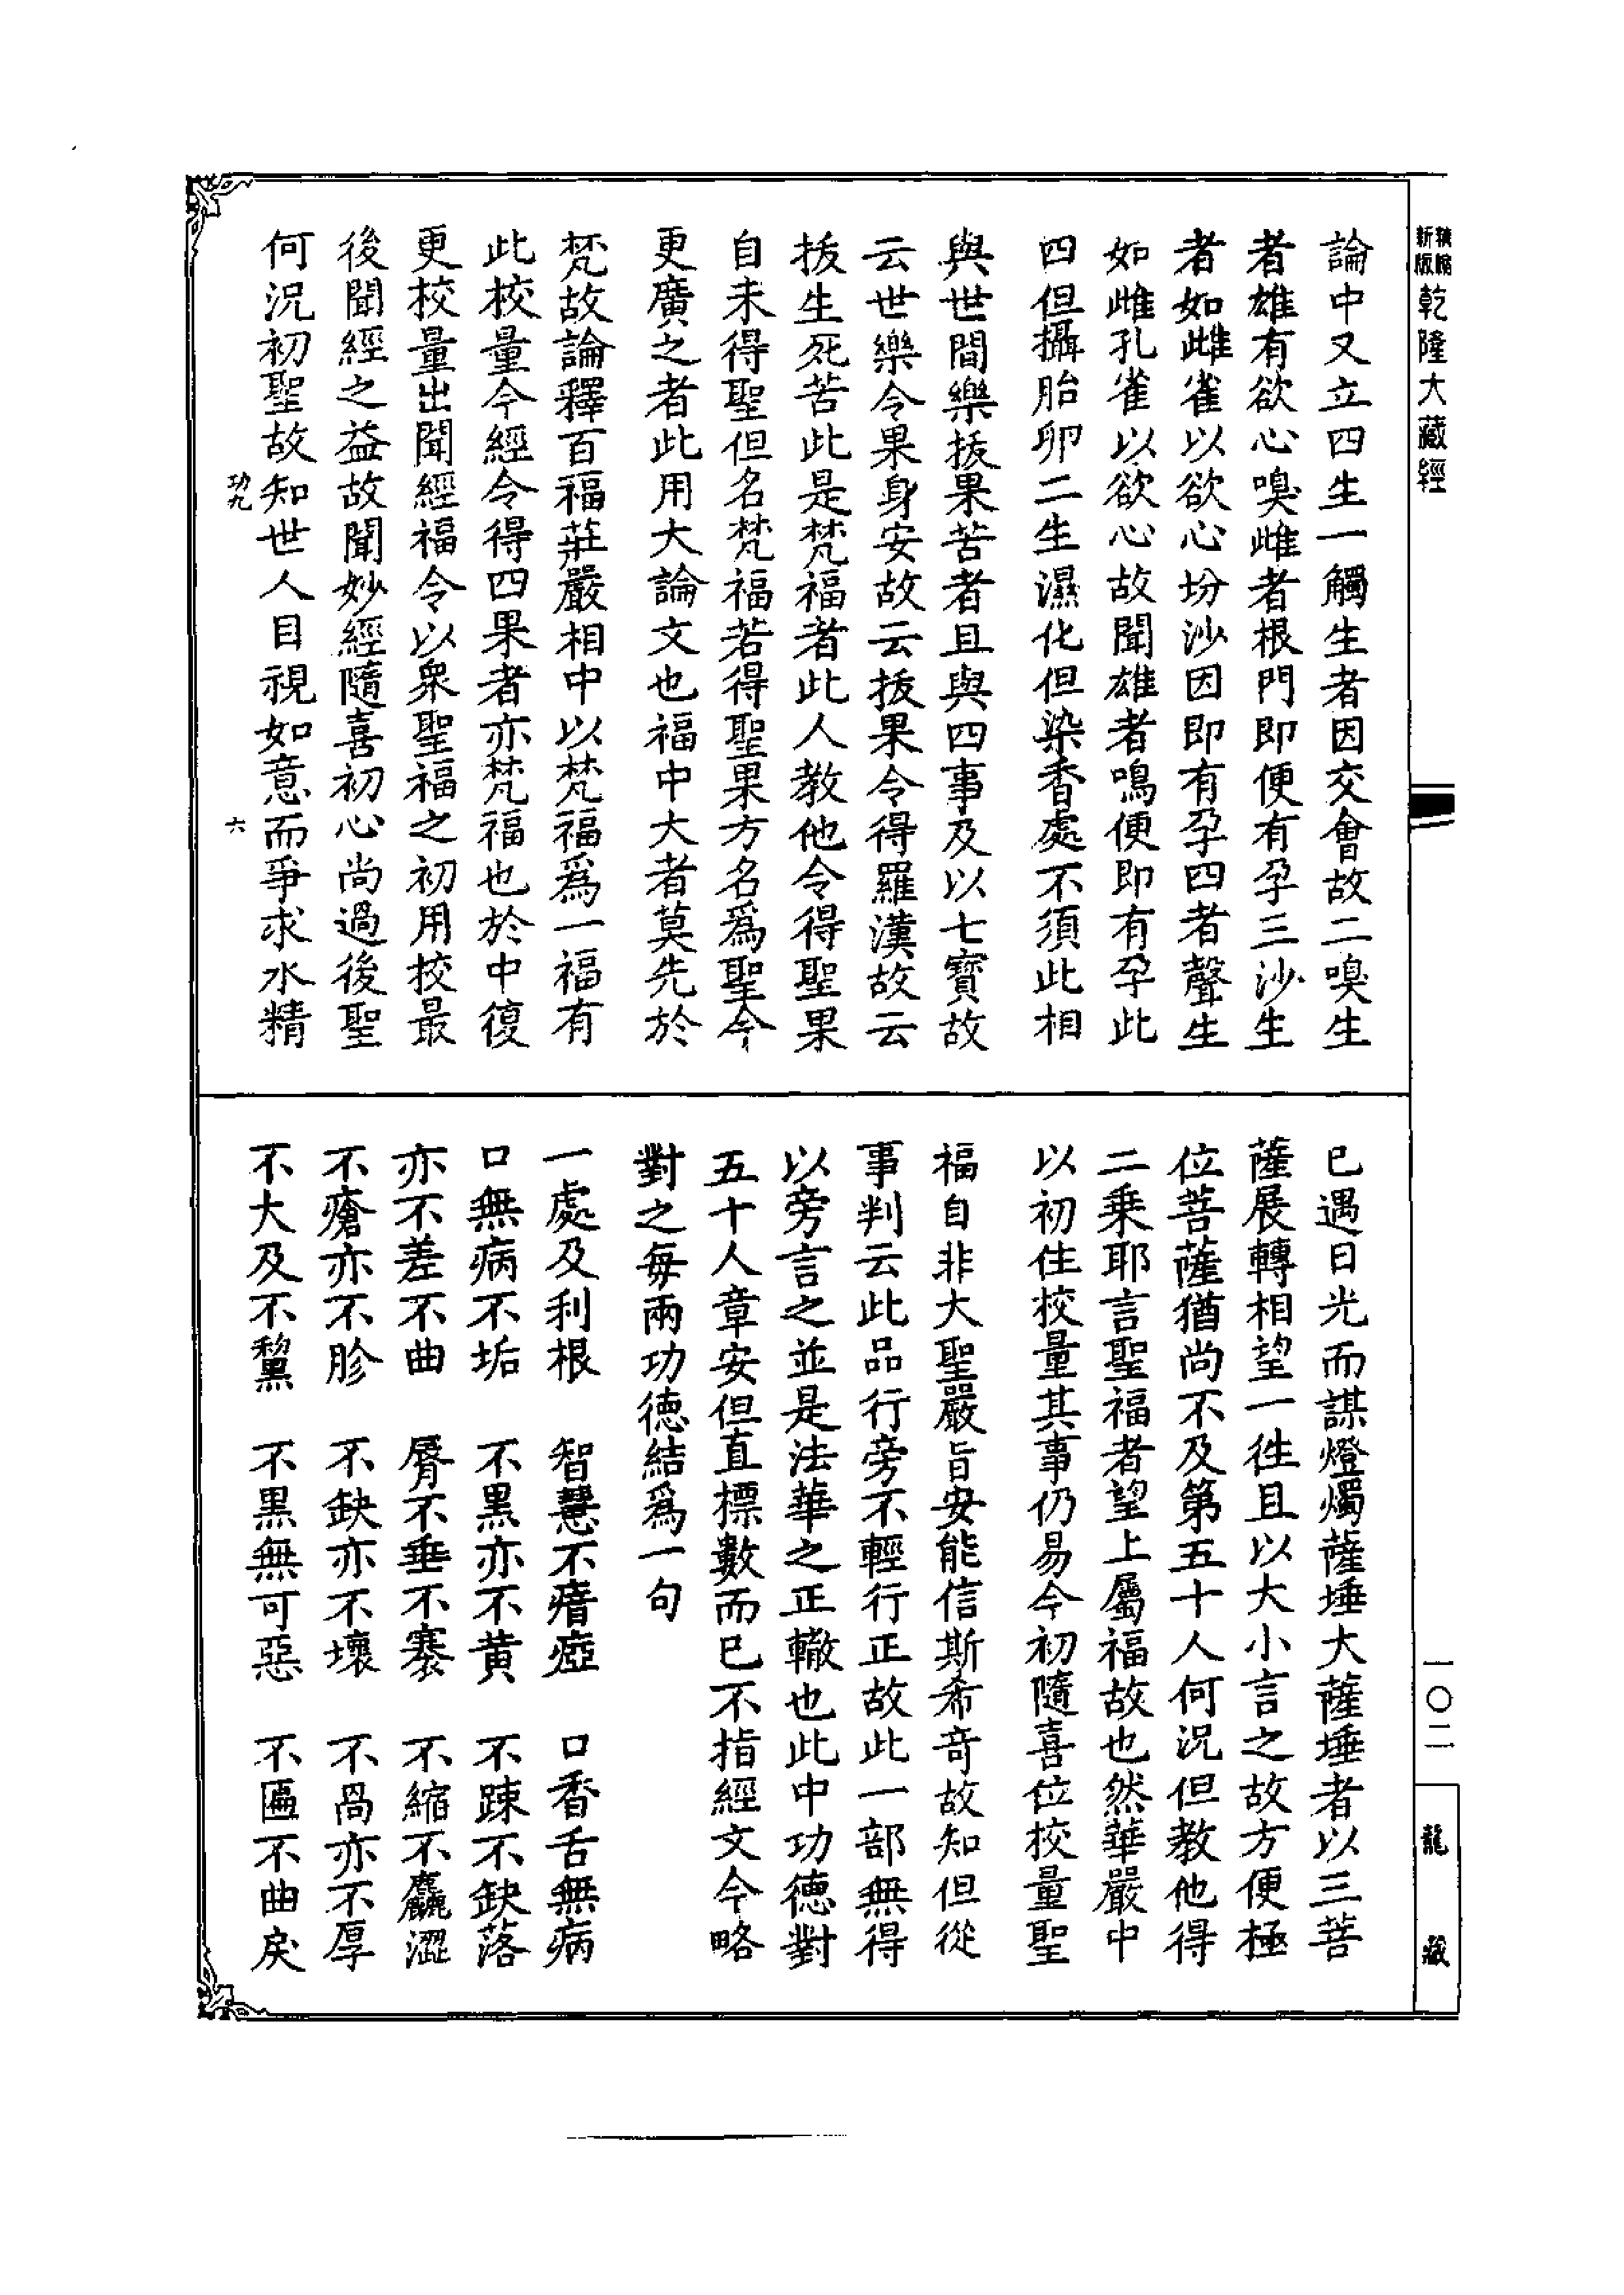 新版
乾隆大藏經
論中又立四生一觸生者因交會故二嗅生
者雄有欲心嗅雌者根門即便有孕三沙生
者如雌雀以欲心坋沙因即有孕四者聲生
如雌孔雀以欲心故聞雄者鳴便即有孕此
四但攝胎卵二生濕化但染香處不須此相
與世間樂拔果苦者且與四事及以七寶故
云世樂令果身安故云拔果令得羅漢故云
拔生死苦此是梵福者此人教他令得聖果
自未得聖但名梵福若得聖果方名爲聖今
更廣之者此用大論文也福中大者莫先於
梵故論釋百福莊嚴相中以梵福爲一福有
此校量今經令得四果者亦梵福也於中復
更校量出聞經福令以衆聖福之初用挍最
後聞經之益故聞妙經隨喜初心尚過後聖
何況初聖故知世人目視如意而爭求水精
功九
六
已遇日光而謀燈燭薩埵大薩埵者以三菩
薩展轉相望一往且以大小言之故方便極
位菩薩猶尚不及第五十人何況但教他得
二乘耶言聖福者望上屬福故也然華嚴中
以初住校量其事仍易今初隨喜位挍量聖
福自非大聖嚴旨安能信斯希奇故知但從
事判云此品行旁不輕行正故此一部無得
以旁言之並是法華之正轍也此中功德對
五十人章安但直標數而已不指經文今略
對之每兩功德結爲一句
一處及利根　智慧不瘖瘂　口香舌無病
口無病不垢　不黑亦不黃　不踈不缺落
亦不差不曲　脣不垂不褰　不縮不麤澀
不瘡亦不胗　不缺亦不壞　不咼亦不厚
不大及不黧　不黑無可惡　不匾不曲戾
一〇二
龍藏